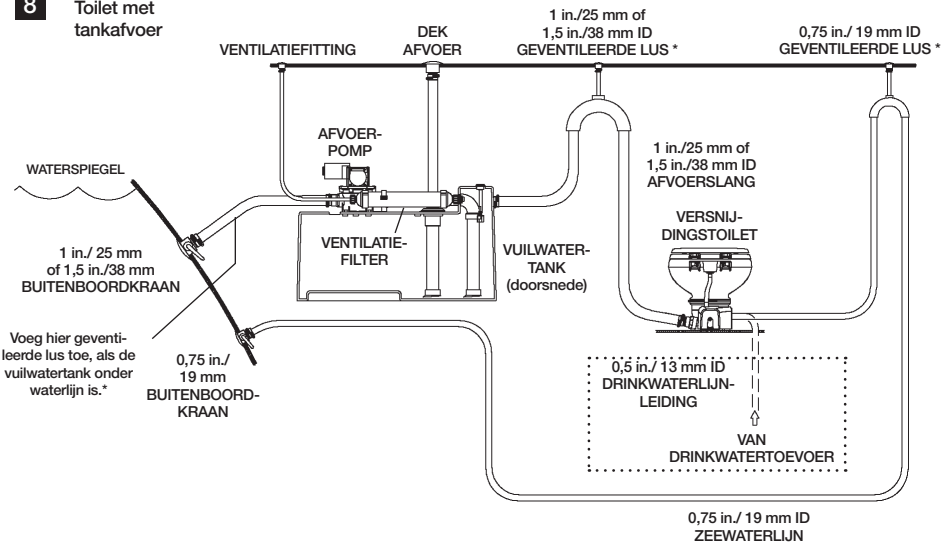 8
Toilet met
tankafvoer
VENTILATIEFITTING
DEK
AFVOER
1 in./25 mm of
1,5 in./38 mm ID
GEVENTILEERDE LUS *
0,75 in./ 19 mm ID
GEVENTILEERDE LUS *
AFVOER-
POMP
WATERSPIEGEL
1 in./25 mm of
1,5 in./38 mm ID
AFVOERSLANG
VERSNIJ-
DINGSTOILET
VENTILATIE-
FILTER
VUILWATER-
TANK
(doorsnede)
1 in./ 25 mm
of 1,5 in./38 mm
BUITENBOORDKRAAN
Voeg hier geventi-
leerde lus toe, als de
vuilwatertank onder
waterlijn is.*
0,75 in./
19 mm
BUITENBOORD-
KRAAN
0,5 in./ 13 mm ID
DRINKWATERLIJN-
LEIDING
VAN
DRINKWATERTOEVOER
0,75 in./ 19 mm ID
ZEEWATERLIJN